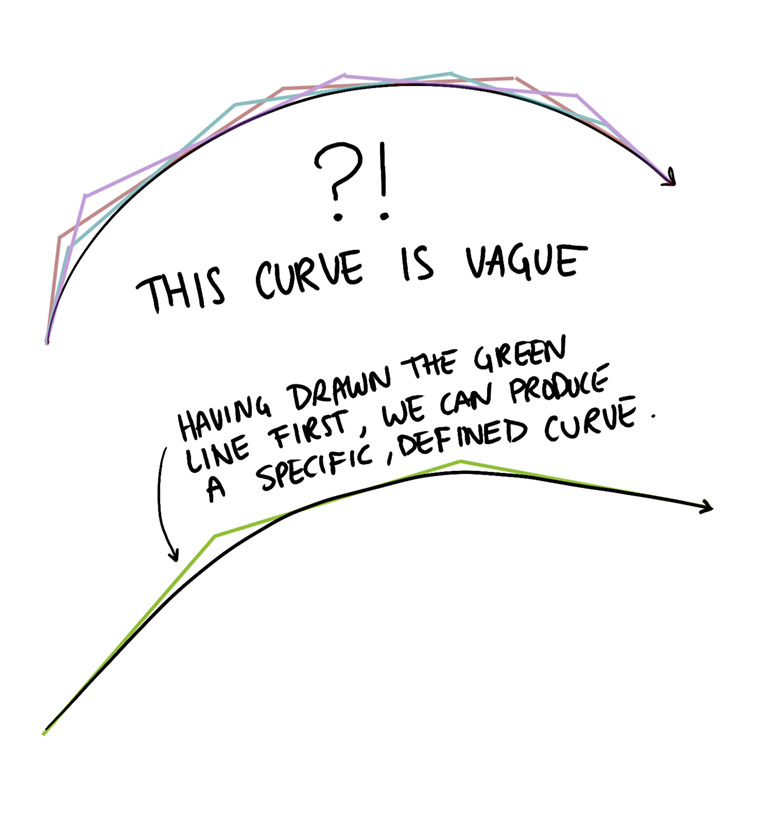 ?!
THIS CURVE IS VAGUE
HAVING DRAWN THE GREEN
LINE FIRST, WE CAN PRODUCE
A SPECIFIC, DEFINED CURVE.